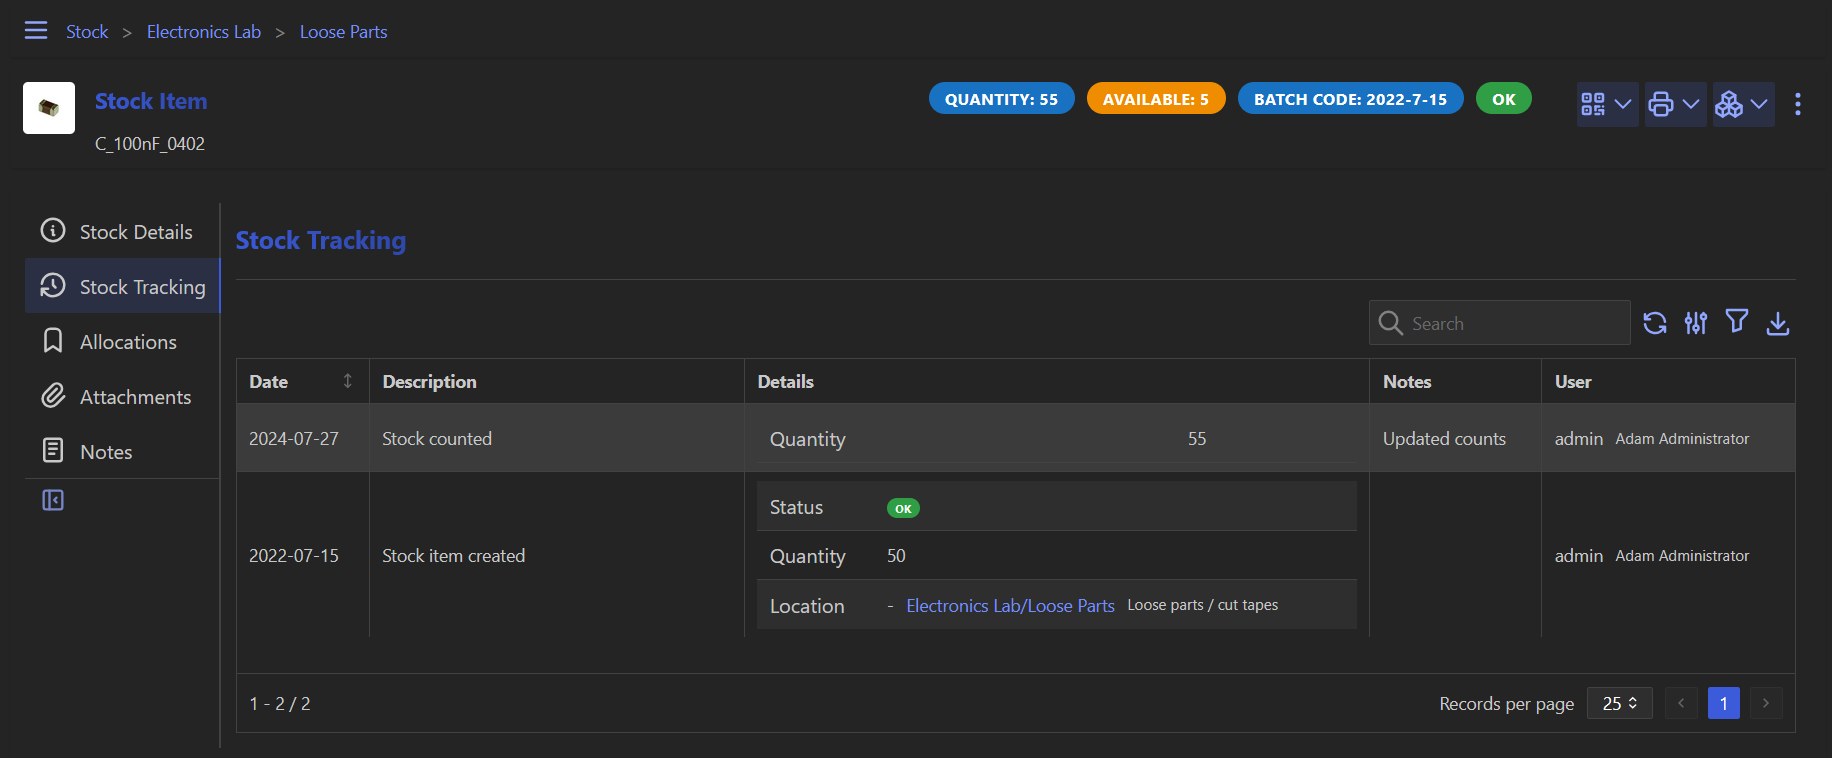 Stock > Electronics Lab > Loose Parts
Stock Item
QUANTITY: 55 AVAILABLE: 5 BATCH CODE: 2022-7-15 OK
C_100nF_0402
Stock Details
Stock Tracking
Allocations
Attachments
Notes
Stock Tracking
Search
Date Description Details Notes User
2024-07-27 Stock counted Quantity 55 Updated counts admin Adam Administrator
Status OK
2022-07-15 Stock item created Quantity 50 admin Adam Administrator
Location - Electronics Lab/Loose Parts Loose parts / cut tapes
1 - 2 / 2 Records per page 25 < 1 >